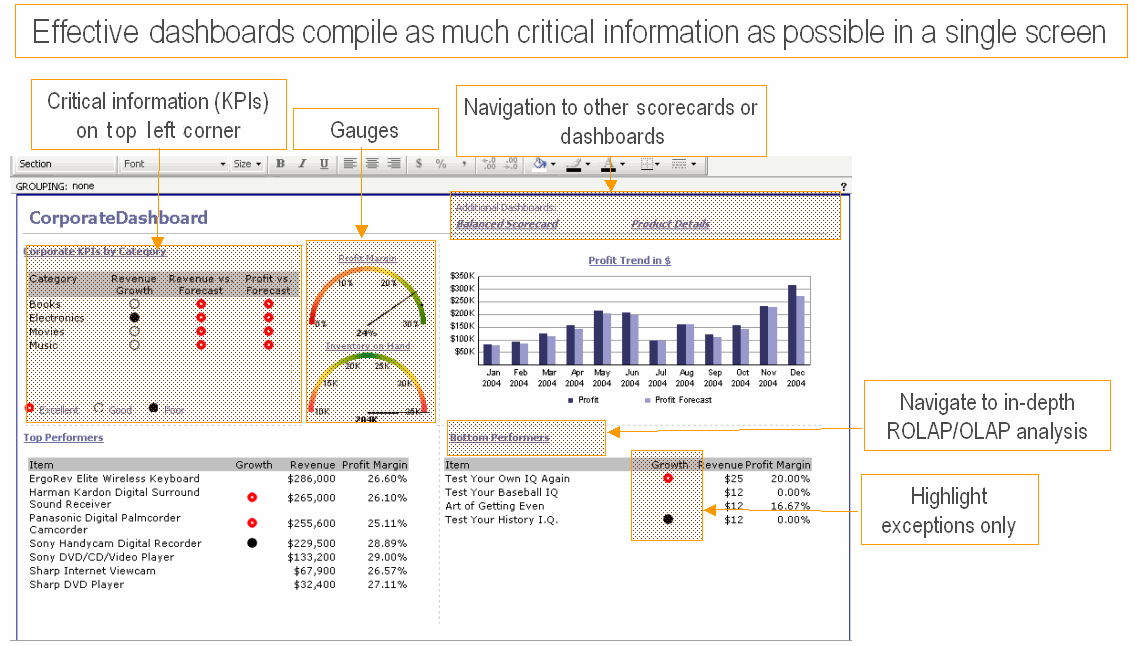 Effective dashboards compile as much critical information as possible in a single screen
Critical information (KPIs)
on top left corner
Gauges
Navigation to other scorecards or
dashboards
Section Font Size B I U $ % ,
GROUPING: none ?
CorporateDashboard
Additional Dashboards:
Balanced Scorecard Product Details
Corporate KPIs by Category
Category Revenue Growth Revenue vs. Forecast Profit vs. Forecast
Books
Electronics
Movies
Music
Excellent Good Poor
Profit Margin
10% 20%
0% 30%
24%
Inventory on Hand
20K 25K
15K 30K
10K 35K
204K
Profit Trend in $
$350K
$300K
$250K
$200K
$150K
$100K
$50K
Jan Feb Mar Apr May Jun Jul Aug Sep Oct Nov Dec
2004 2004 2004 2004 2004 2004 2004 2004 2004 2004 2004 2004
Profit Profit Forecast
Navigate to in-depth
ROLAP/OLAP analysis
Top Performers
Item Growth Revenue Profit Margin
ErgoRev Elite Wireless Keyboard $286,000 26.60%
Harman Kardon Digital Surround
Sound Receiver $265,000 26.10%
Panasonic Digital Palmcorder
Camcorder $255,600 25.11%
Sony Handycam Digital Recorder $229,500 28.89%
Sony DVD/CD/Video Player $133,200 29.00%
Sharp Internet Viewcam $67,900 26.57%
Sharp DVD Player $32,400 27.11%
Bottom Performers
Item Growth Revenue Profit Margin
Test Your Own IQ Again $25 20.00%
Test Your Baseball IQ $12 0.00%
Art of Getting Even $12 16.67%
Test Your History I.Q. $12 0.00%
Highlight
exceptions only